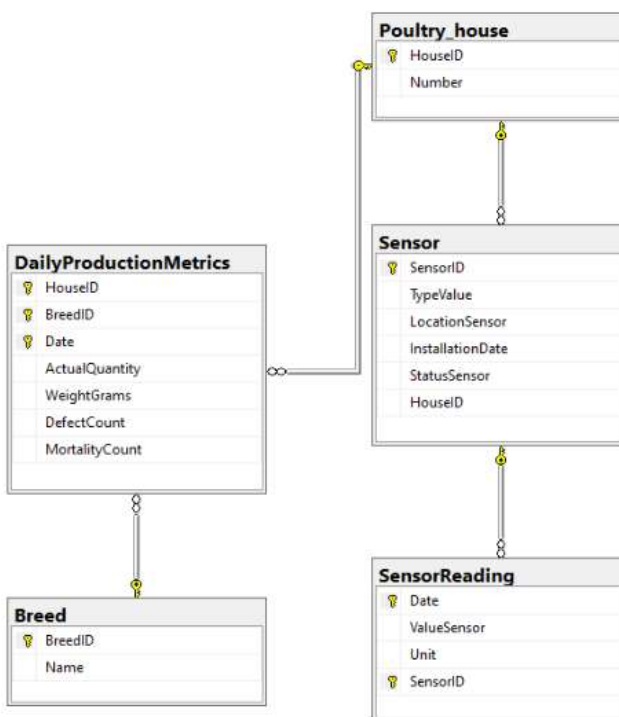 Poultry_house
HouseID
Number
DailyProductionMetrics
HouseID
BreedID
Date
ActualQuantity
WeightGrams
DefectCount
MortalityCount
Sensor
SensorID
TypeValue
LocationSensor
InstallationDate
StatusSensor
HouseID
Breed
BreedID
Name
SensorReading
Date
ValueSensor
Unit
SensorID